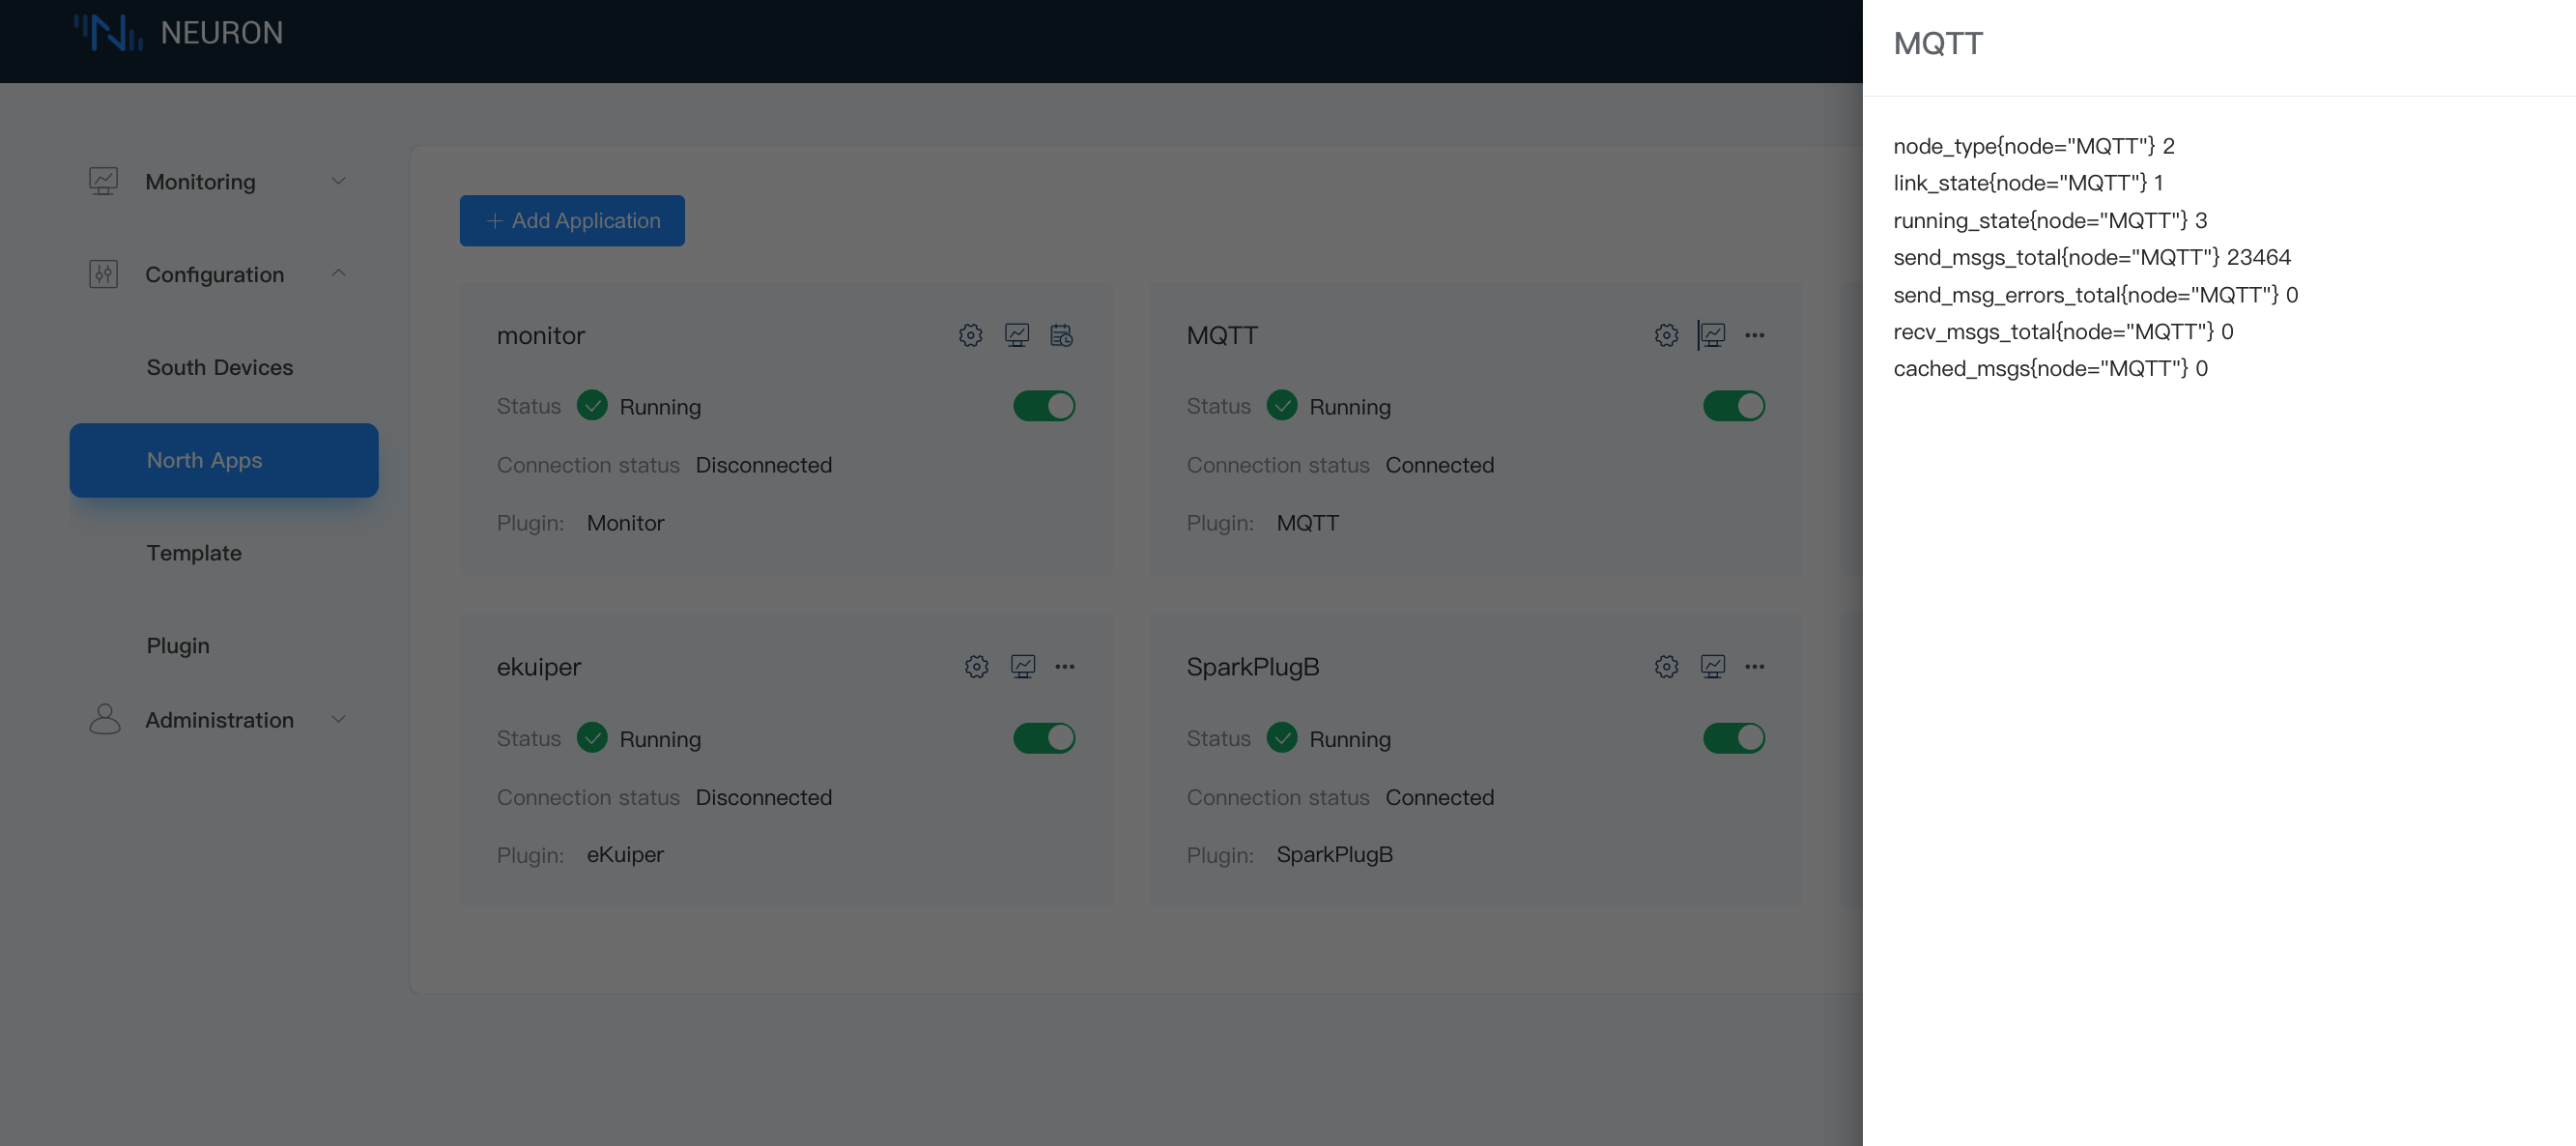 NEURON
Monitoring
Configuration
South Devices
North Apps
Template
Plugin
Administration
+ Add Application
monitor
Status Running
Connection status Disconnected
Plugin: Monitor
MQTT
Status Running
Connection status Connected
Plugin: MQTT
ekuiper
Status Running
Connection status Disconnected
Plugin: eKuiper
SparkPlugB
Status Running
Connection status Connected
Plugin: SparkPlugB
MQTT
node_type{node="MQTT"} 2
link_state{node="MQTT"} 1
running_state{node="MQTT"} 3
send_msgs_total{node="MQTT"} 23464
send_msg_errors_total{node="MQTT"} 0
recv_msgs_total{node="MQTT"} 0
cached_msgs{node="MQTT"} 0